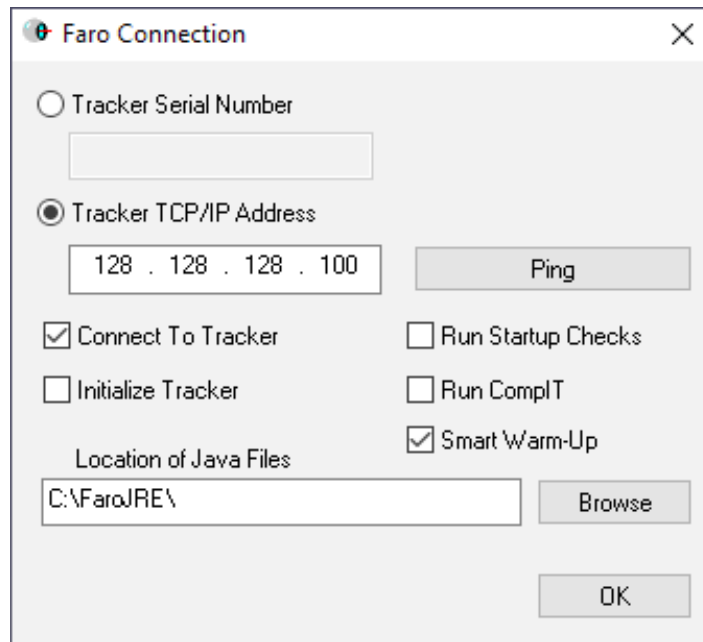 Faro Connection
Tracker Serial Number
Tracker TCP/IP Address
128 . 128 . 128 . 100
Ping
Connect To Tracker
Run Startup Checks
Initialize Tracker
Run CompIT
Smart Warm-Up
Location of Java Files
C:\FaroJRE\
Browse
OK